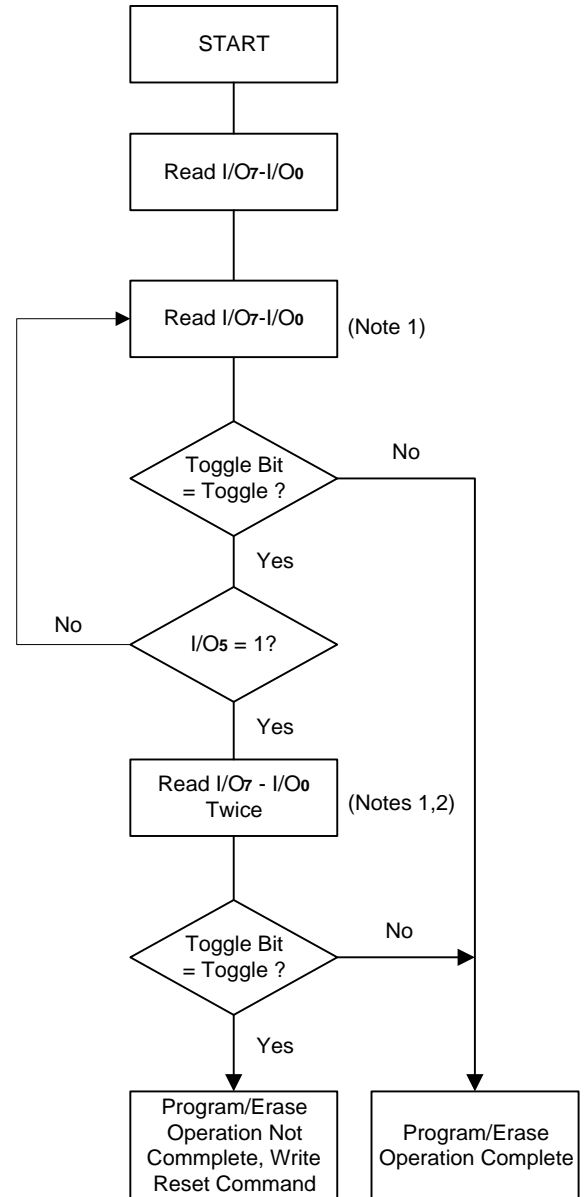 START
Read I/O7-I/O0
Read I/O7-I/O0
(Note 1)
Toggle Bit
= Toggle ?
No
Yes
No
I/O5 = 1?
Yes
Read I/O7 - I/O0
Twice
(Notes 1,2)
Toggle Bit
= Toggle ?
No
Yes
Program/Erase
Operation Not
Commplete, Write
Reset Command
Program/Erase
Operation Complete